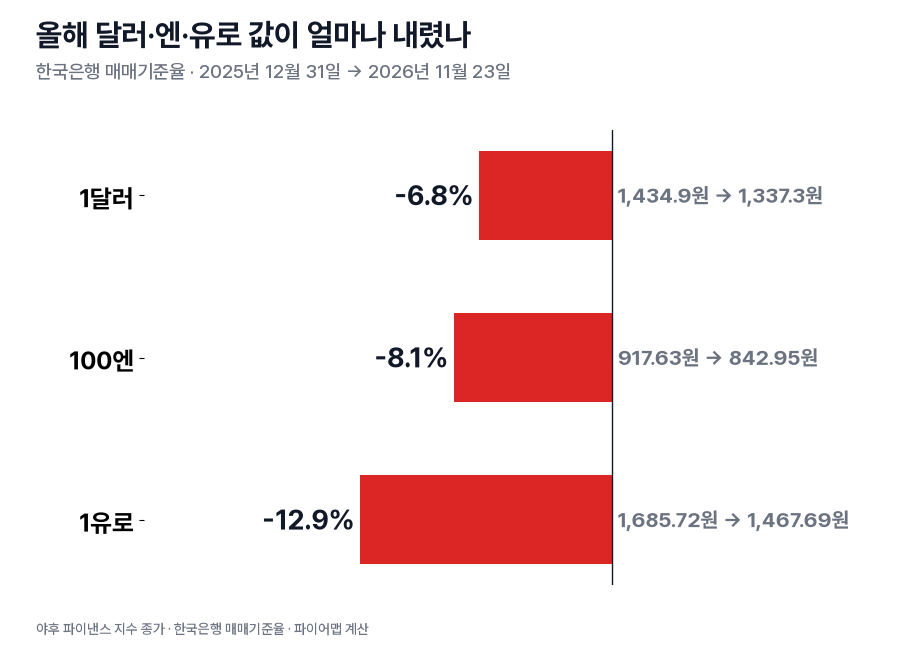 올해 달러·엔·유로 값이 얼마나 내렸나
한국은행 매매기준율 · 2025년 12월 31일 → 2026년 11월 23일
1달러
-6.8%
1,434.9원 → 1,337.3원
100엔
-8.1%
917.63원 → 842.95원
1유로
-12.9%
1,685.72원 → 1,467.69원
야후 파이낸스 지수 종가 · 한국은행 매매기준율 · 파이어맵 계산